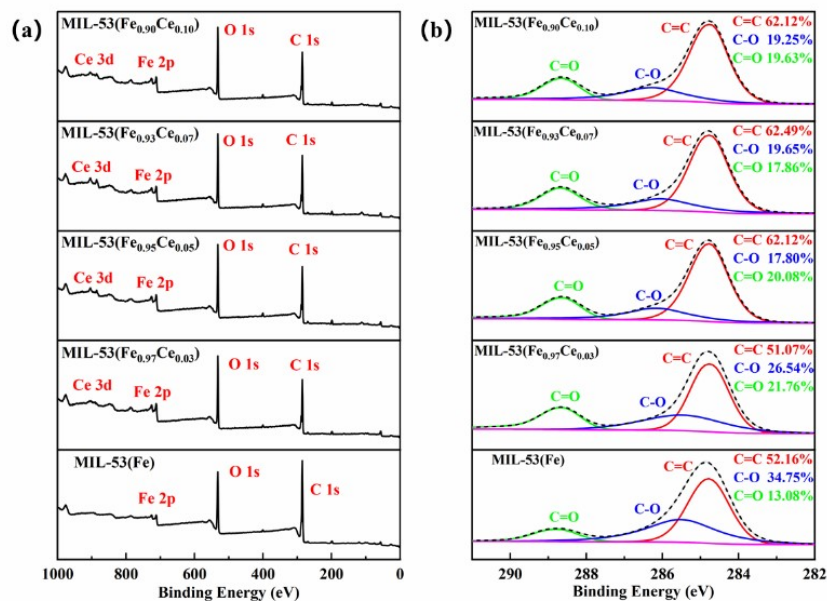 (a)
MIL-53(Fe0.90Ce0.10)
O 1s
C 1s
Ce 3d
Fe 2p
MIL-53(Fe0.93Ce0.07)
O 1s
C 1s
Ce 3d
Fe 2p
MIL-53(Fe0.95Ce0.05)
O 1s
C 1s
Ce 3d
Fe 2p
MIL-53(Fe0.97Ce0.03)
O 1s
C 1s
Ce 3d
Fe 2p
MIL-53(Fe)
O 1s
C 1s
Fe 2p
1000 800 600 400 200 0
Binding Energy (eV)
(b)
MIL-53(Fe0.90Ce0.10)
C=C
C=C 62.12%
C-O 19.25%
C=O 19.63%
C=O
C-O
MIL-53(Fe0.93Ce0.07)
C=C
C=C 62.49%
C-O 19.65%
C=O 17.86%
C=O
C-O
MIL-53(Fe0.95Ce0.05)
C=C
C=C 62.12%
C-O 17.80%
C=O 20.08%
C=O
C-O
MIL-53(Fe0.97Ce0.03)
C=C
C=C 51.07%
C-O 26.54%
C=O 21.76%
C=O
C-O
MIL-53(Fe)
C=C
C=C 52.16%
C-O 34.75%
C=O 13.08%
C=O
C-O
290 288 286 284 282
Binding Energy (eV)